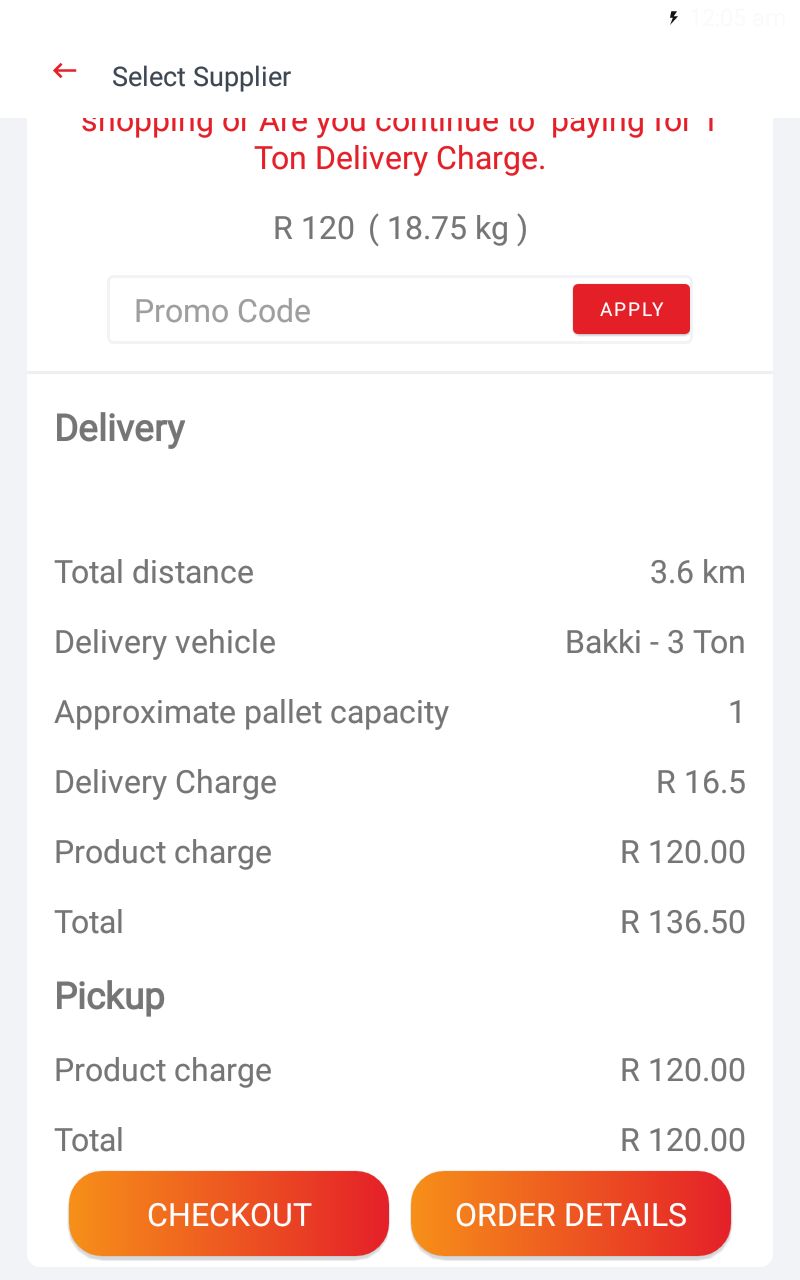 12:05 am
Select Supplier
shopping or Are you continue to paying for 1
Ton Delivery Charge.
R 120 ( 18.75 kg )
Promo Code
APPLY
Delivery
Total distance 3.6 km
Delivery vehicle Bakki - 3 Ton
Approximate pallet capacity 1
Delivery Charge R 16.5
Product charge R 120.00
Total R 136.50
Pickup
Product charge R 120.00
Total R 120.00
CHECKOUT ORDER DETAILS